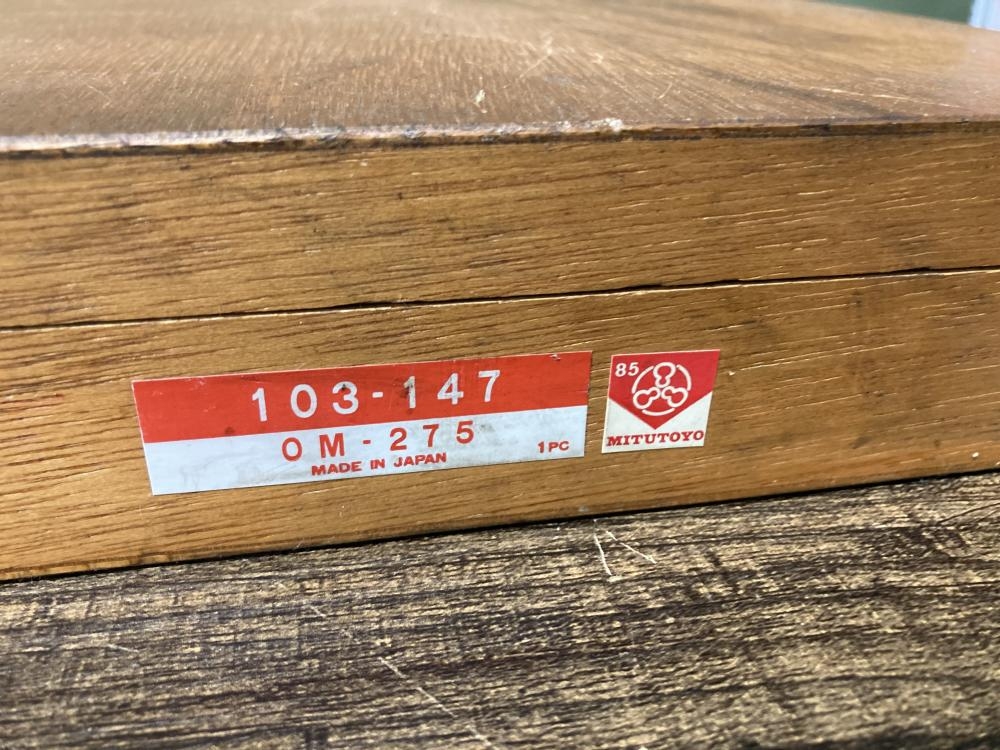 103-147
OM-275
MADE IN JAPAN
1PC
85
MITUTOYO